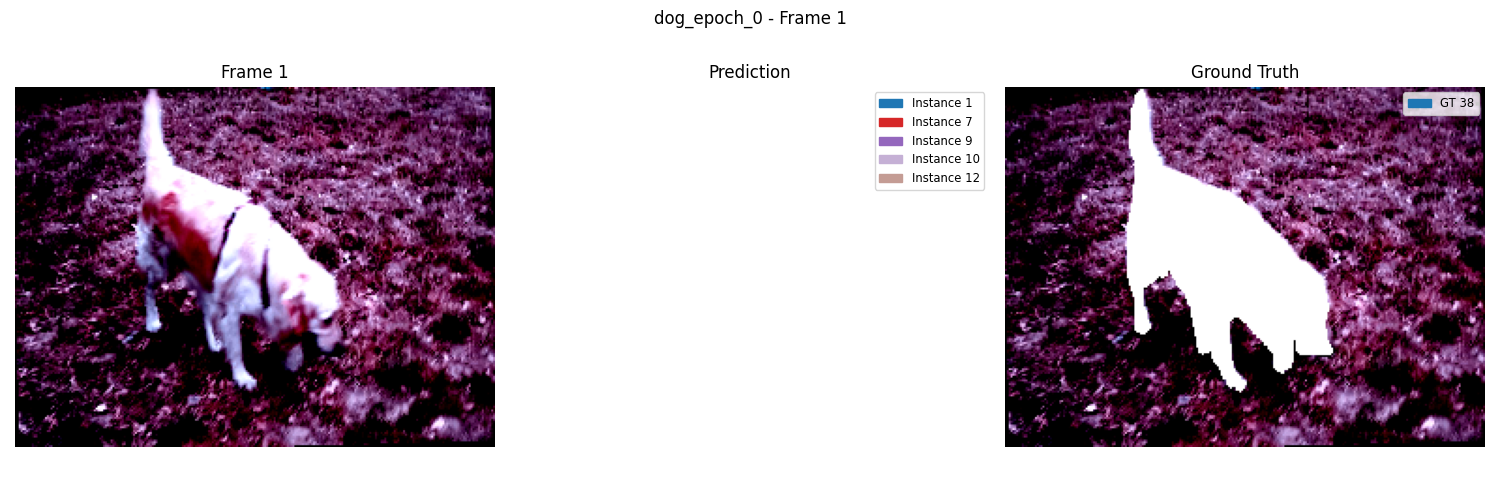 dog_epoch_0 - Frame 1
Frame 1
Prediction
Ground Truth
Instance 1
Instance 7
Instance 9
Instance 10
Instance 12
GT 38